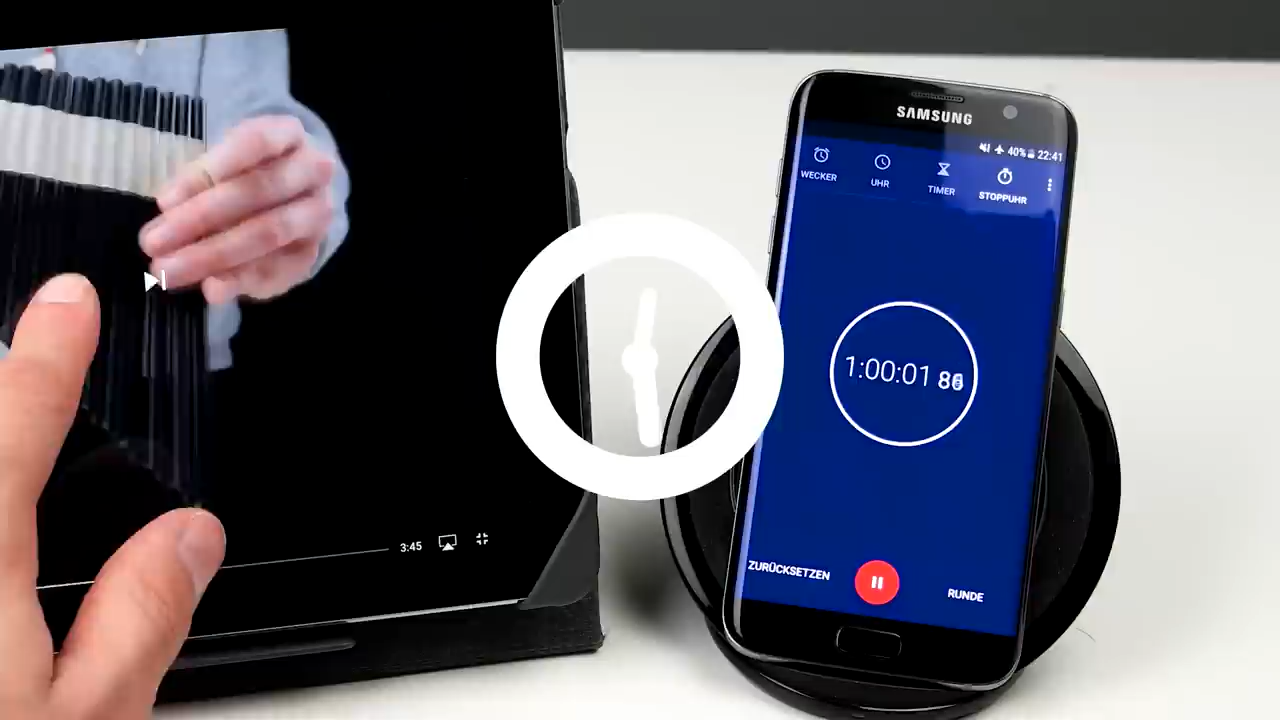 SAMSUNG
40% 22:41
WECKER
UHR
TIMER
STOPPUHR
1:00:01
3:45
ZURÜCKSETZEN
RUNDE